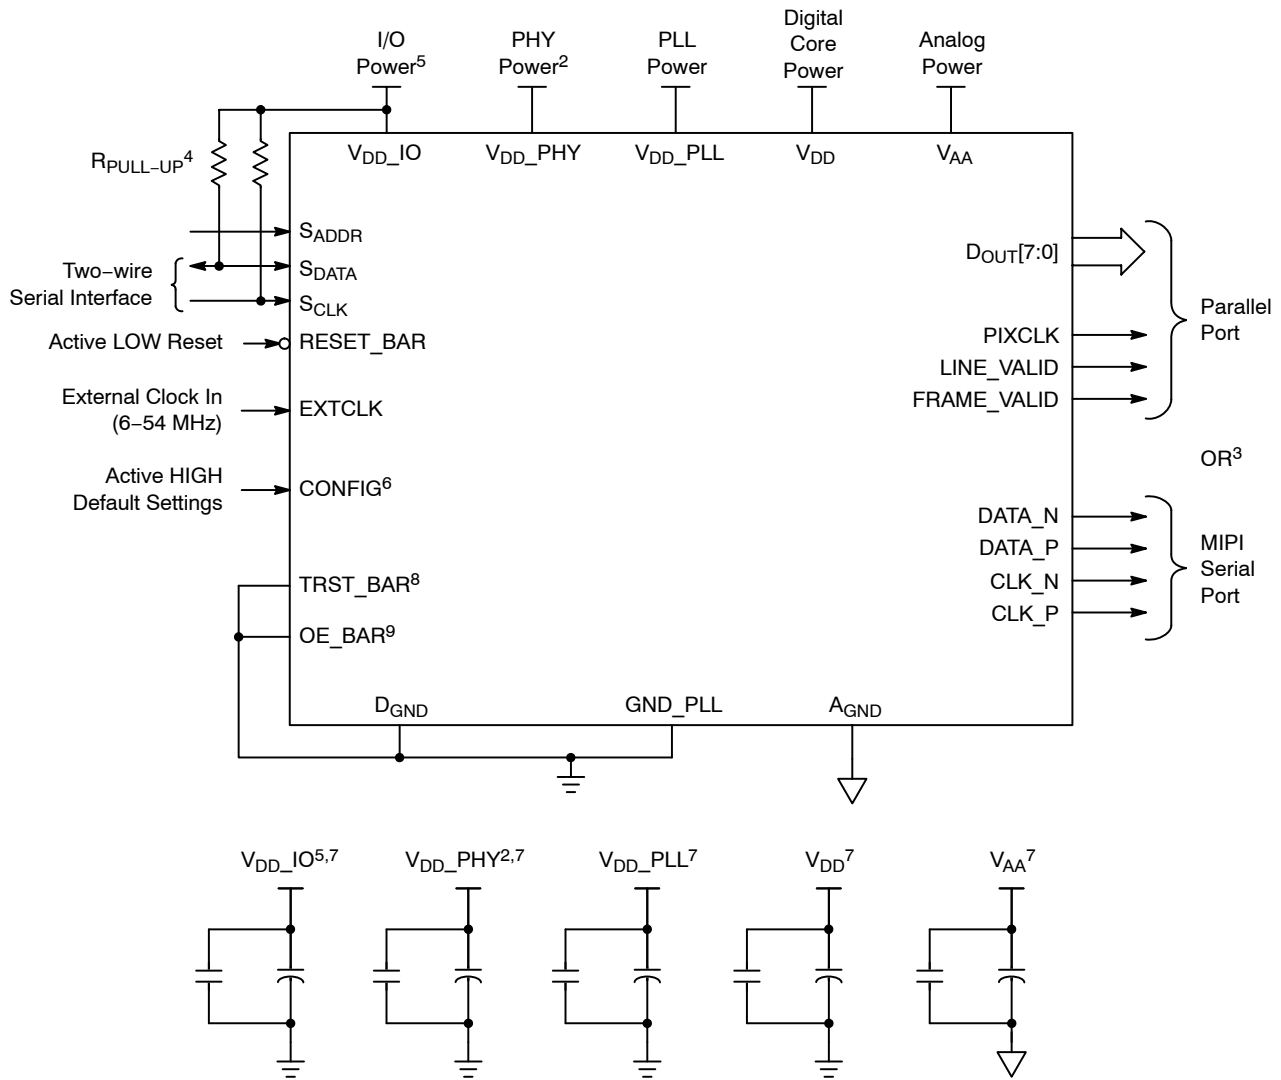 I/O
Power5
PHY
Power2
PLL
Power
Digital
Core
Power
Analog
Power
RPULL–UP4
VDD_IO
VDD_PHY
VDD_PLL
VDD
VAA
SADDR
Two–wire
Serial Interface
SDATA
SCLK
Active LOW Reset
RESET_BAR
External Clock In
(6–54 MHz)
EXTCLK
Active HIGH
Default Settings
CONFIG6
TRST_BAR8
OE_BAR9
DOUT[7:0]
PIXCLK
LINE_VALID
FRAME_VALID
Parallel
Port
OR3
DATA_N
DATA_P
CLK_N
CLK_P
MIPI
Serial
Port
DGND
GND_PLL
AGND
VDD_IO5,7
VDD_PHY2,7
VDD_PLL7
VDD7
VAA7